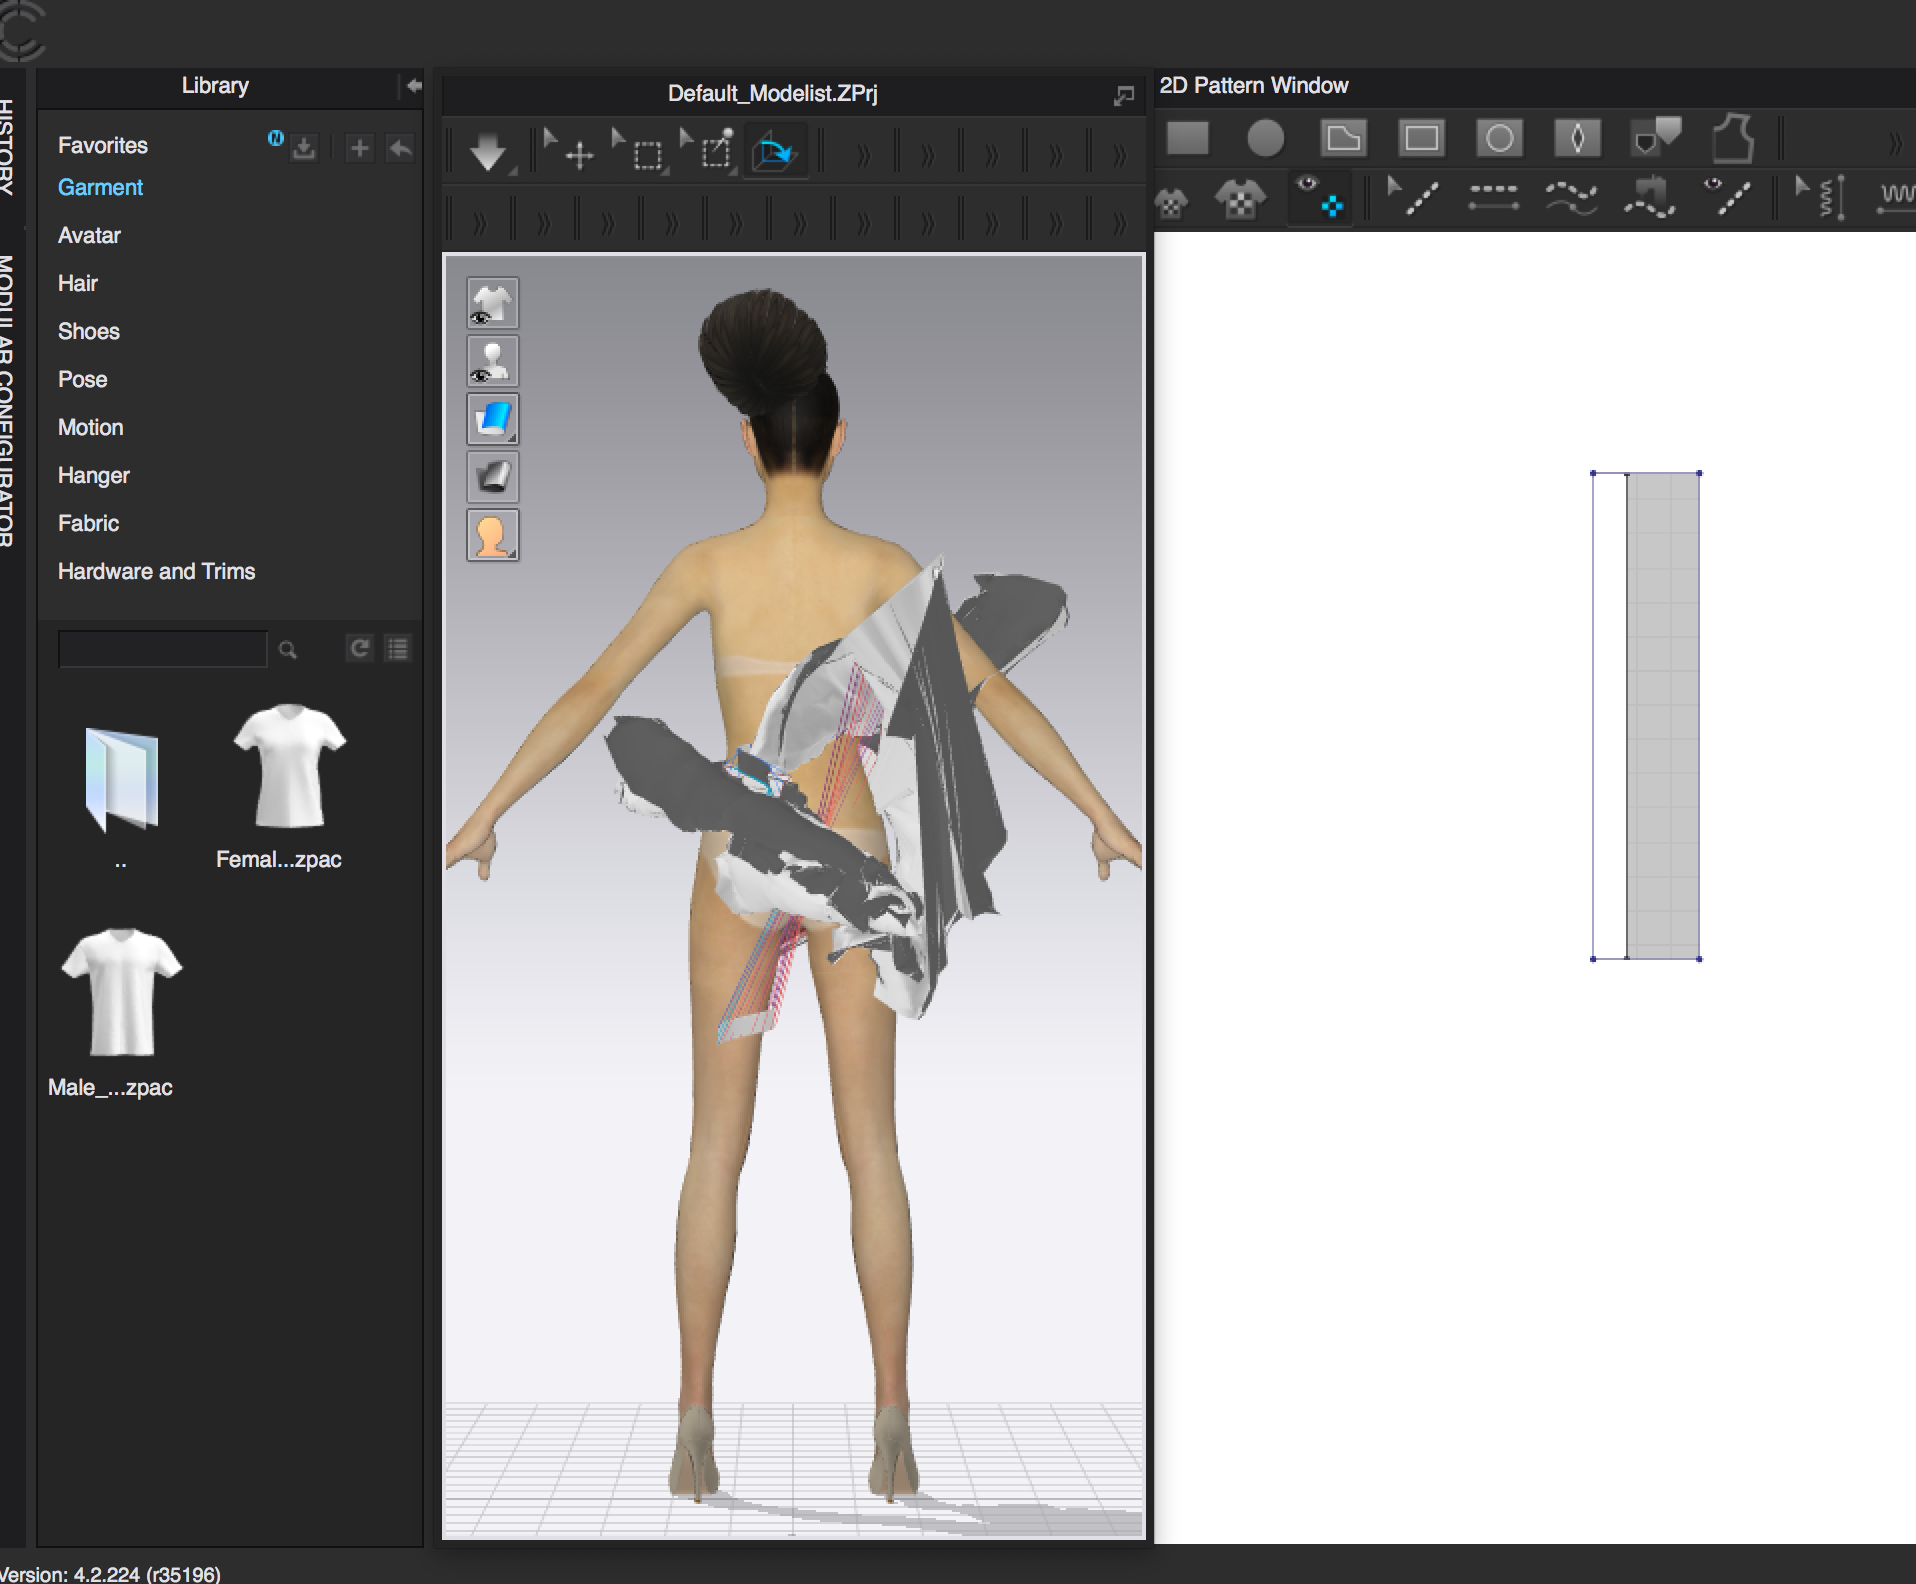 Library
Default_Modelist.ZPrj
2D Pattern Window
HISTORY
MODULAR CONFIGURATOR
Favorites
N
Garment
Avatar
Hair
Shoes
Pose
Motion
Hanger
Fabric
Hardware and Trims
..
Femal...zpac
Male_...zpac
Version: 4.2.224 (r35196)